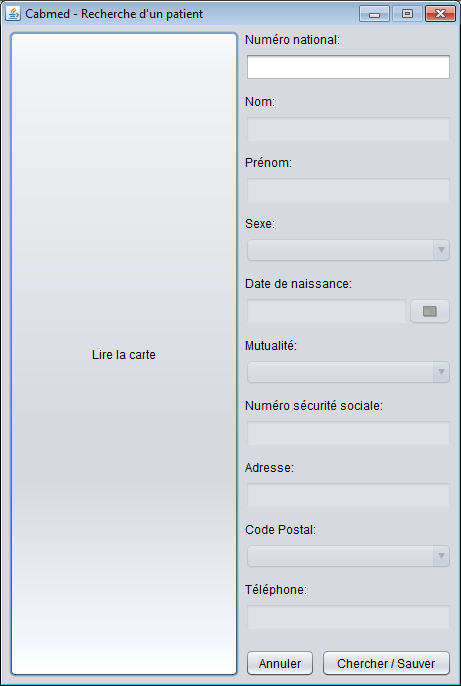 Cabmed - Recherche d'un patient
Lire la carte
Numéro national:
Nom:
Prénom:
Sexe:
Date de naissance:
Mutualité:
Numéro sécurité sociale:
Adresse:
Code Postal:
Téléphone:
Annuler
Chercher / Sauver